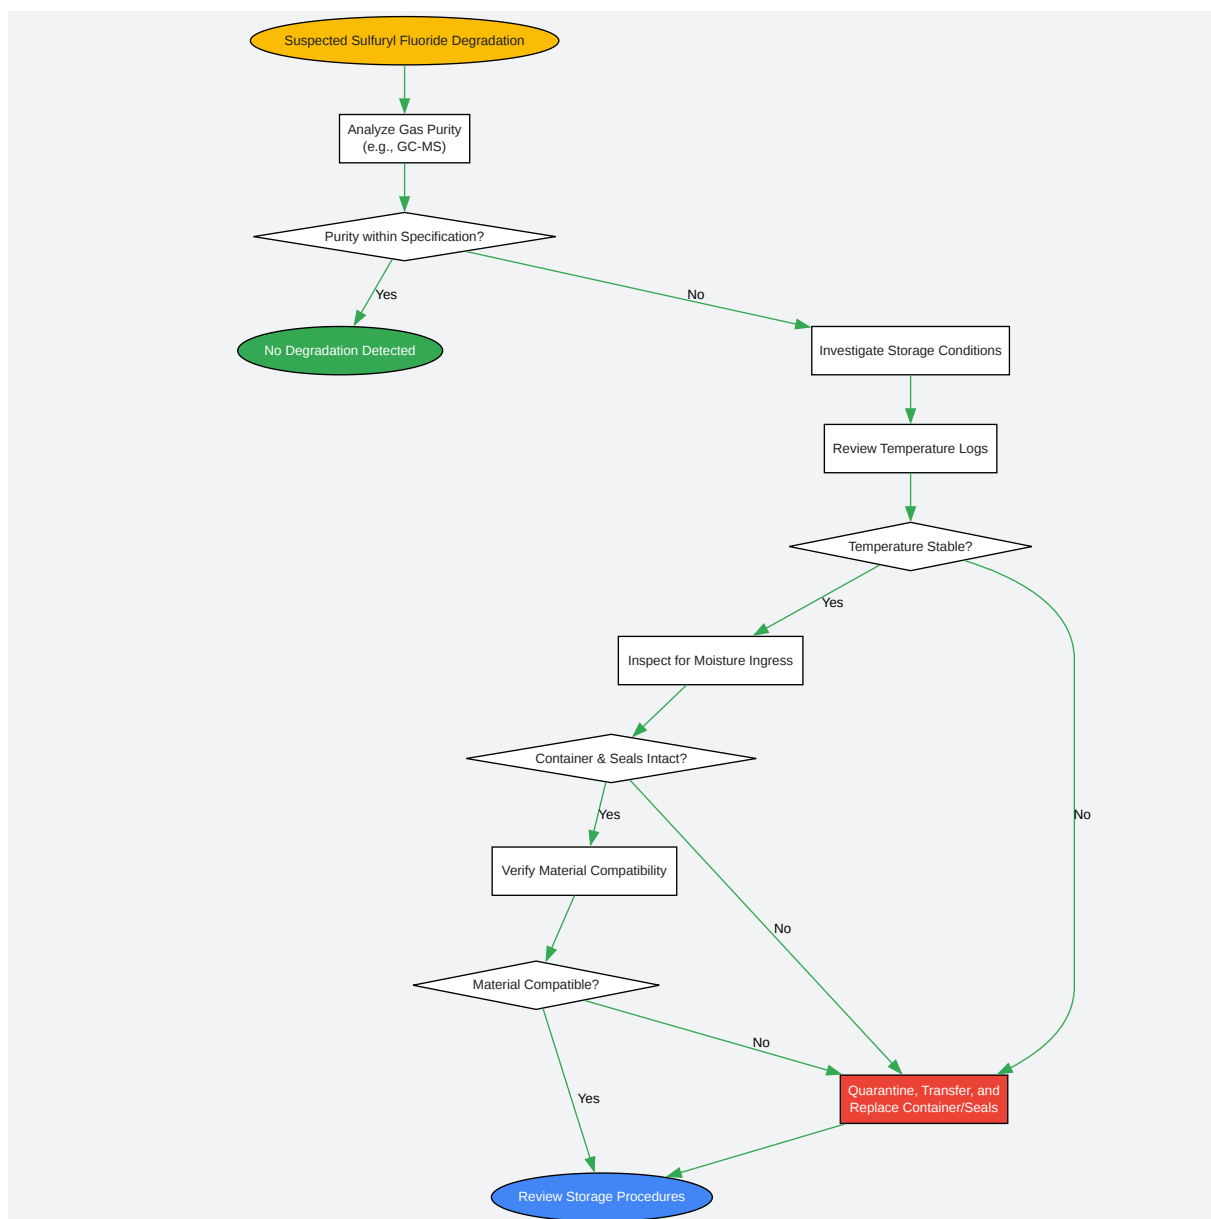 Suspected Sulfuryl Fluoride Degradation
Analyze Gas Purity
(e.g., GC-MS)
Purity within Specification?
Yes
No
No Degradation Detected
Investigate Storage Conditions
Review Temperature Logs
Temperature Stable?
Yes
Inspect for Moisture Ingress
Container & Seals Intact?
Yes
No
Verify Material Compatibility
No
Material Compatible?
No
Yes
Quarantine, Transfer, and
Replace Container/Seals
Review Storage Procedures